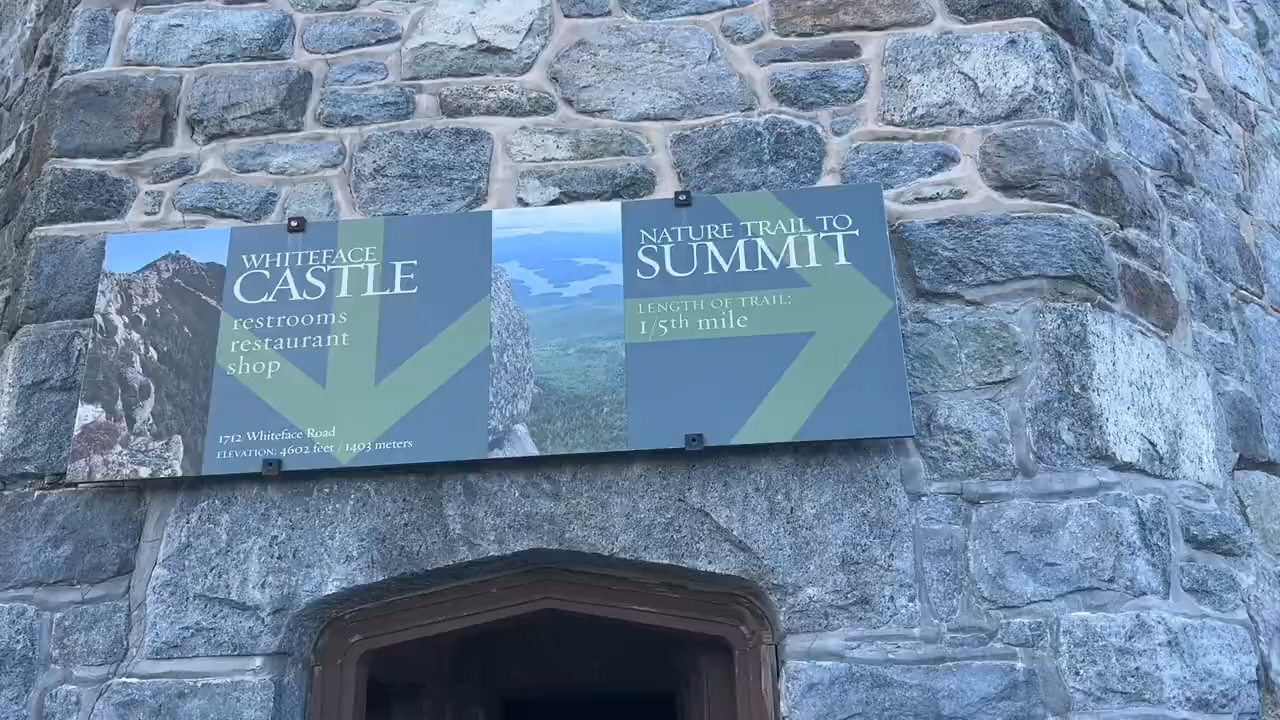 WHITEFACE
CASTLE
restrooms
restaurant
shop
1712 Whiteface Road
ELEVATION: 4602 feet / 1403 meters
NATURE TRAIL TO
SUMMIT
LENGTH OF TRAIL:
1/5th mile